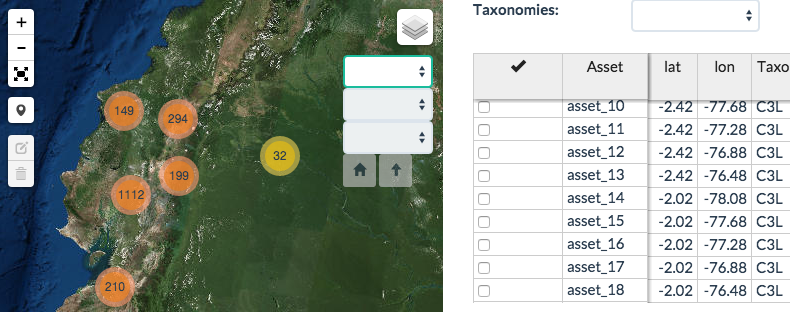 +
−
149
294
199
32
1112
210
Taxonomies:
Asset lat lon Taxo
asset_10 -2.42 -77.68 C3L
asset_11 -2.42 -77.28 C3L
asset_12 -2.42 -76.88 C3L
asset_13 -2.42 -76.48 C3L
asset_14 -2.02 -78.08 C3L
asset_15 -2.02 -77.68 C3L
asset_16 -2.02 -77.28 C3L
asset_17 -2.02 -76.88 C3L
asset_18 -2.02 -76.48 C3L